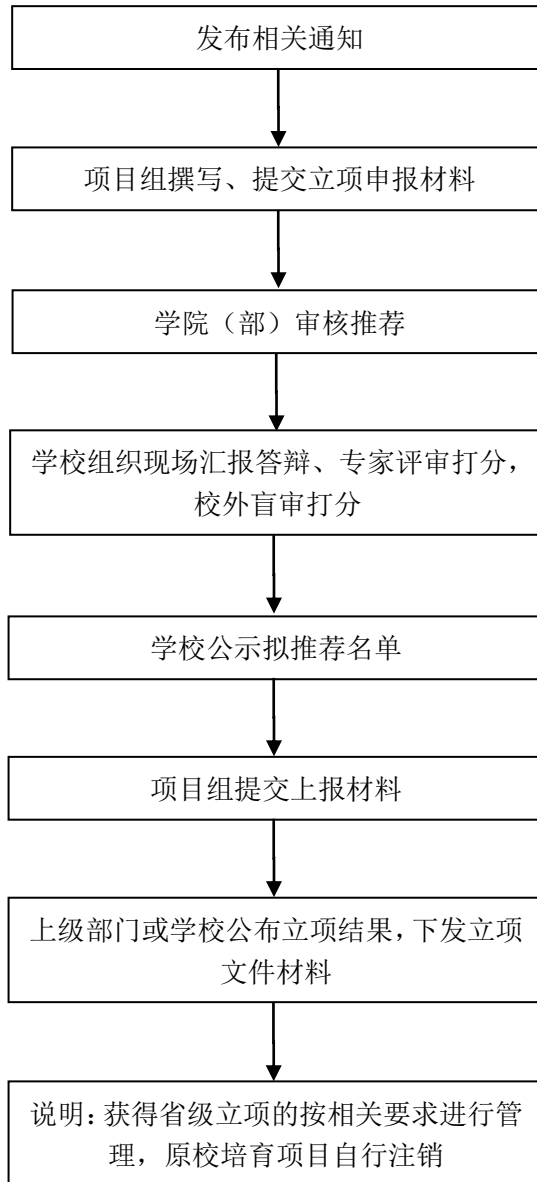 发布相关通知
项目组撰写、提交立项申报材料
学院（部）审核推荐
学校组织现场汇报答辩、专家评审打分，
校外盲审打分
学校公示拟推荐名单
项目组提交上报材料
上级部门或学校公布立项结果，下发立项
文件材料
说明：获得省级立项的按相关要求进行管
理，原校培育项目自行注销